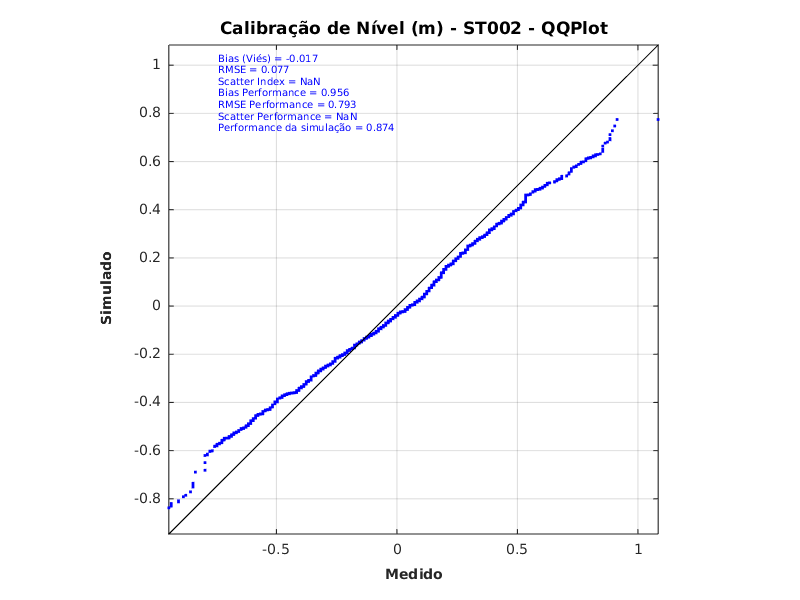 Calibração de Nível (m) - ST002 - QQPlot
Bias (Viés) = -0.017
RMSE = 0.077
Scatter Index = NaN
Bias Performance = 0.956
RMSE Performance = 0.793
Scatter Performance = NaN
Performance da simulação = 0.874
1
0.8
0.6
0.4
0.2
0
-0.2
-0.4
-0.6
-0.8
Simulado
-0.5
0
0.5
1
Medido